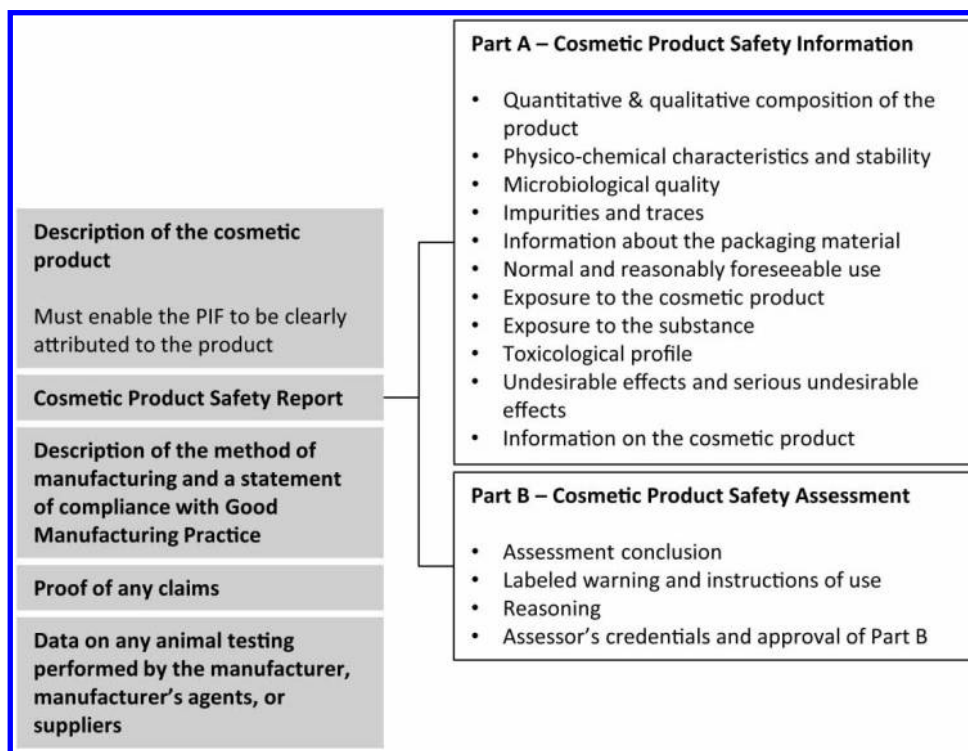 Description of the cosmetic
product
Must enable the PIF to be clearly
attributed to the product
Cosmetic Product Safety Report
Description of the method of
manufacturing and a statement
of compliance with Good
Manufacturing Practice
Proof of any claims
Data on any animal testing
performed by the manufacturer,
manufacturer's agents, or
suppliers
Part A – Cosmetic Product Safety Information
• Quantitative & qualitative composition of the
product
• Physico-chemical characteristics and stability
• Microbiological quality
• Impurities and traces
• Information about the packaging material
• Normal and reasonably foreseeable use
• Exposure to the cosmetic product
• Exposure to the substance
• Toxicological profile
• Undesirable effects and serious undesirable
effects
• Information on the cosmetic product
Part B – Cosmetic Product Safety Assessment
• Assessment conclusion
• Labeled warning and instructions of use
• Reasoning
• Assessor's credentials and approval of Part B